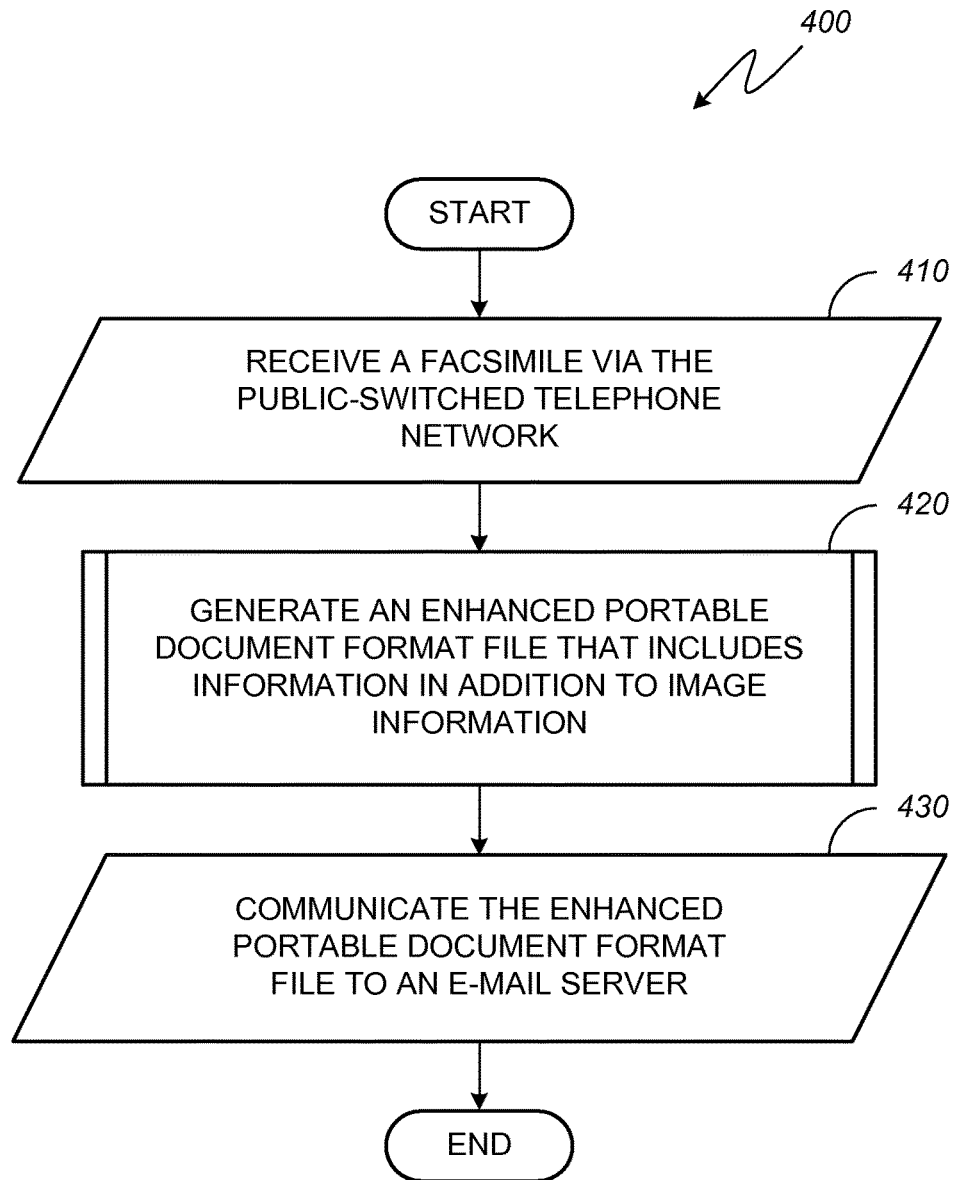 400
START
410
RECEIVE A FACSIMILE VIA THE
PUBLIC-SWITCHED TELEPHONE
NETWORK
420
GENERATE AN ENHANCED PORTABLE
DOCUMENT FORMAT FILE THAT INCLUDES
INFORMATION IN ADDITION TO IMAGE
INFORMATION
430
COMMUNICATE THE ENHANCED
PORTABLE DOCUMENT FORMAT
FILE TO AN E-MAIL SERVER
END